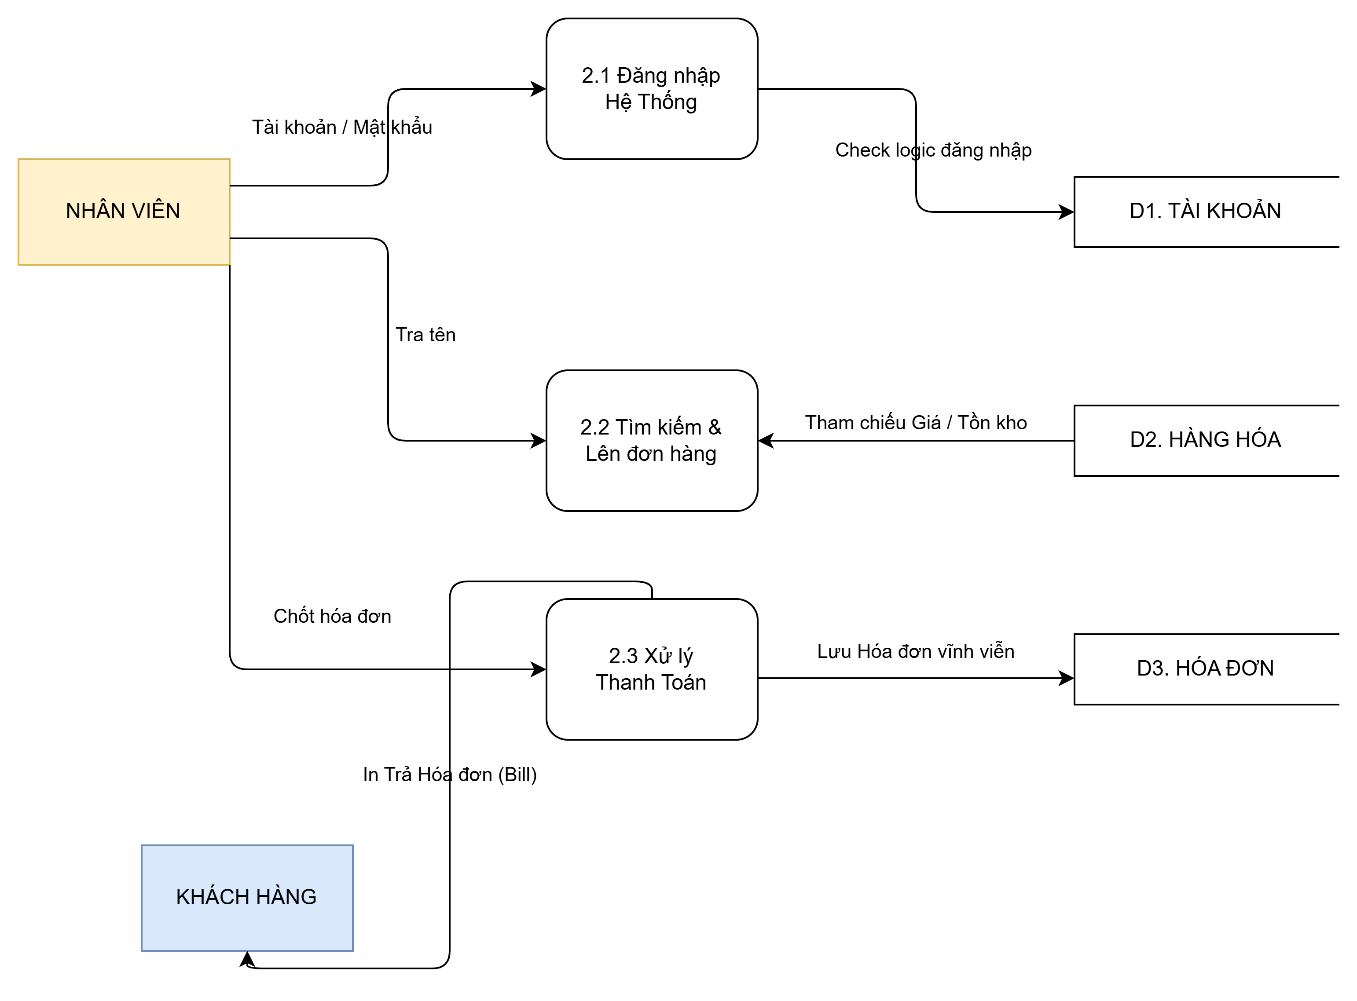 2.1 Đăng nhập
Hệ Thống
Tài khoản / Mật khẩu
Check logic đăng nhập
NHÂN VIÊN
D1. TÀI KHOẢN
Tra tên
2.2 Tìm kiếm &
Lên đơn hàng
Tham chiếu Giá / Tồn kho
D2. HÀNG HÓA
Chốt hóa đơn
2.3 Xử lý
Thanh Toán
Lưu Hóa đơn vĩnh viễn
D3. HÓA ĐƠN
In Trả Hóa đơn (Bill)
KHÁCH HÀNG